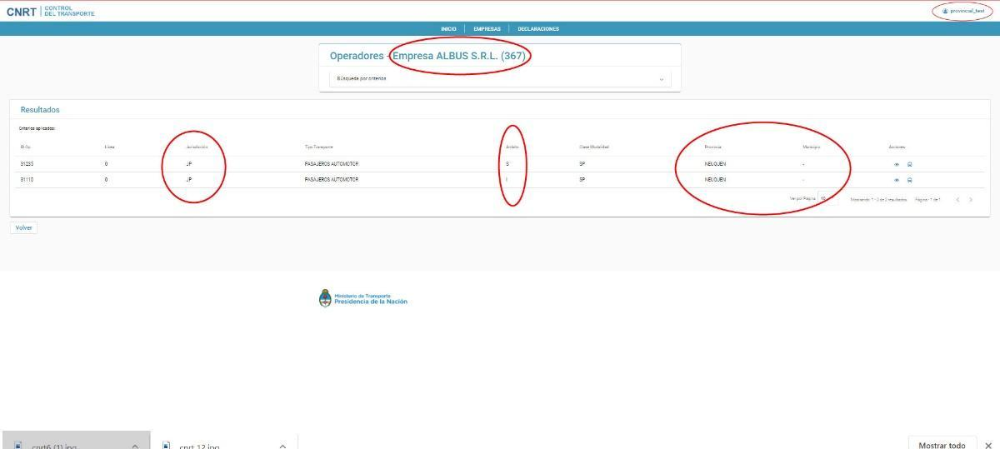 CNRT CONTROL
DEL TRANSPORTE
provincial_test
INICIO EMPRESAS DECLARACIONES
Operadores - Empresa ALBUS S.R.L. (367)
Búsqueda por criterios
Resultados
Criterios aplicados:
ID Op. Línea Jurisdicción Tipo Transporte Ámbito Clase Modalidad Provincia Municipio Acciones
31235 0 JP PASAJEROS AUTOMOTOR S SP NEUQUEN -
31110 0 JP PASAJEROS AUTOMOTOR I SP NEUQUEN -
Ver por Página 10 Mostrando: 1 - 2 de 2 resultados Página - 1 de 1
Volver
Ministerio de Transporte
Presidencia de la Nación
cnrt6 (1).jpg cnrt 12.jpg Mostrar todo